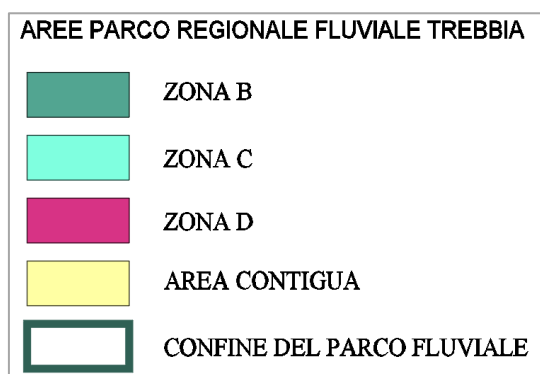 AREE PARCO REGIONALE FLUVIALE TREBBIA
ZONA B
ZONA C
ZONA D
AREA CONTIGUA
CONFINE DEL PARCO FLUVIALE